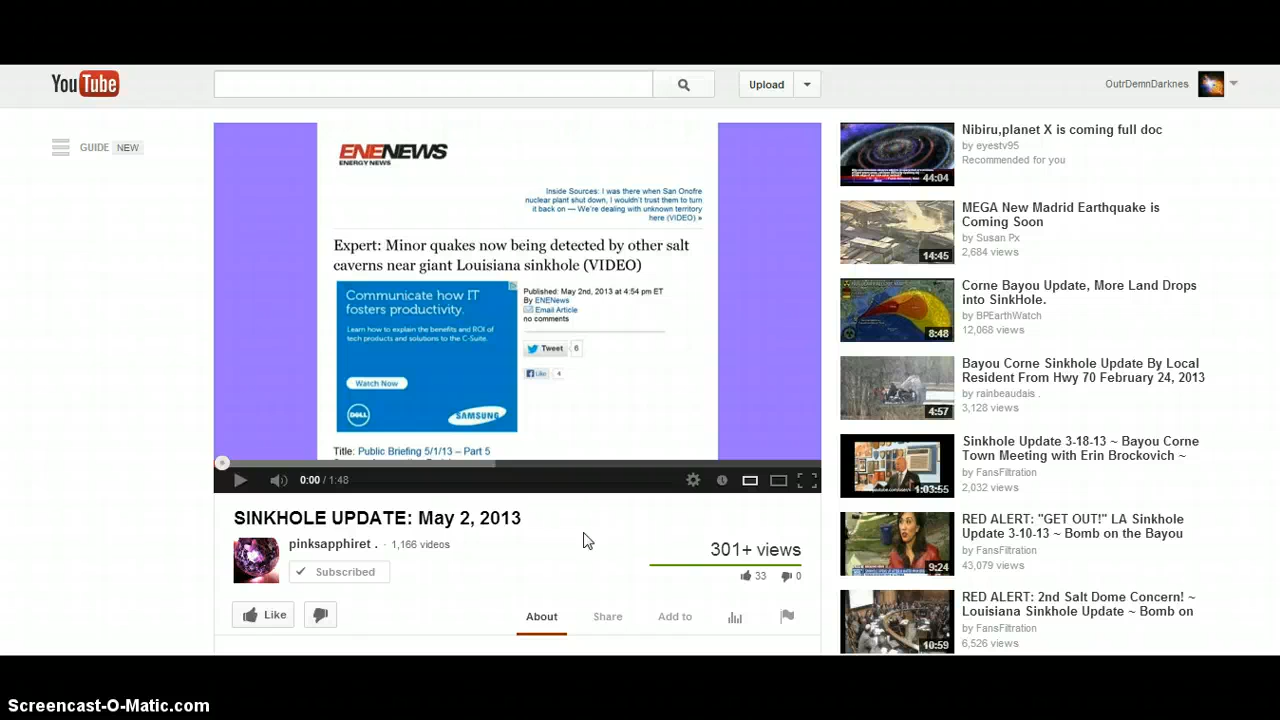 YouTube
Upload
OutrDemnDarknes
GUIDE NEW
ENENEWS
ENERGY NEWS
Inside Sources: I was there when San Onofre
nuclear plant shut down, I wouldn't trust them to turn
it back on — We're dealing with unknown territory
here (VIDEO) »
Expert: Minor quakes now being detected by other salt
caverns near giant Louisiana sinkhole (VIDEO)
Communicate how IT
fosters productivity.
Learn how to explain the benefits and ROI of
tech products and solutions to the C-Suite.
Watch Now
DELL
SAMSUNG
Published: May 2nd, 2013 at 4:54 pm ET
By ENENews
Email Article
no comments
Tweet 6
Like 4
Title: Public Briefing 5/1/13 – Part 5
0:00 / 1:48
SINKHOLE UPDATE: May 2, 2013
pinksapphiret . · 1,166 videos
Subscribed
301+ views
33 0
Like
About Share Add to
Nibiru,planet X is coming full doc
by eyestv95
Recommended for you
44:04
MEGA New Madrid Earthquake is
Coming Soon
by Susan Px
2,684 views
14:45
Corne Bayou Update, More Land Drops
into SinkHole.
by BPEarthWatch
12,068 views
8:48
Bayou Corne Sinkhole Update By Local
Resident From Hwy 70 February 24, 2013
by rainbeaudais .
3,128 views
4:57
Sinkhole Update 3-18-13 ~ Bayou Corne
Town Meeting with Erin Brockovich ~
by FansFiltration
2,032 views
1:03:55
RED ALERT: "GET OUT!" LA Sinkhole
Update 3-10-13 ~ Bomb on the Bayou
by FansFiltration
43,079 views
9:24
RED ALERT: 2nd Salt Dome Concern! ~
Louisiana Sinkhole Update ~ Bomb on
by FansFiltration
6,526 views
10:59
Screencast-O-Matic.com